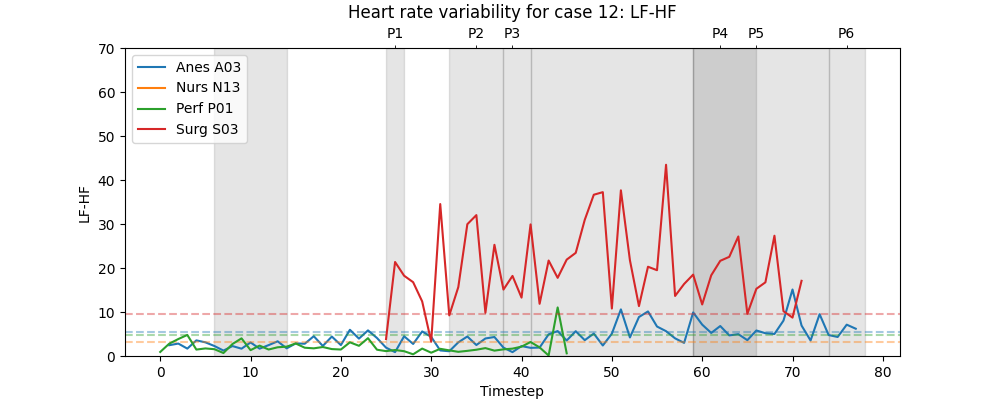 Heart rate variability for case 12: LF-HF
P1 P2 P3 P4 P5 P6
70
60
50
40
30
20
10
0
LF-HF
Anes A03
Nurs N13
Perf P01
Surg S03
0 10 20 30 40 50 60 70 80
Timestep